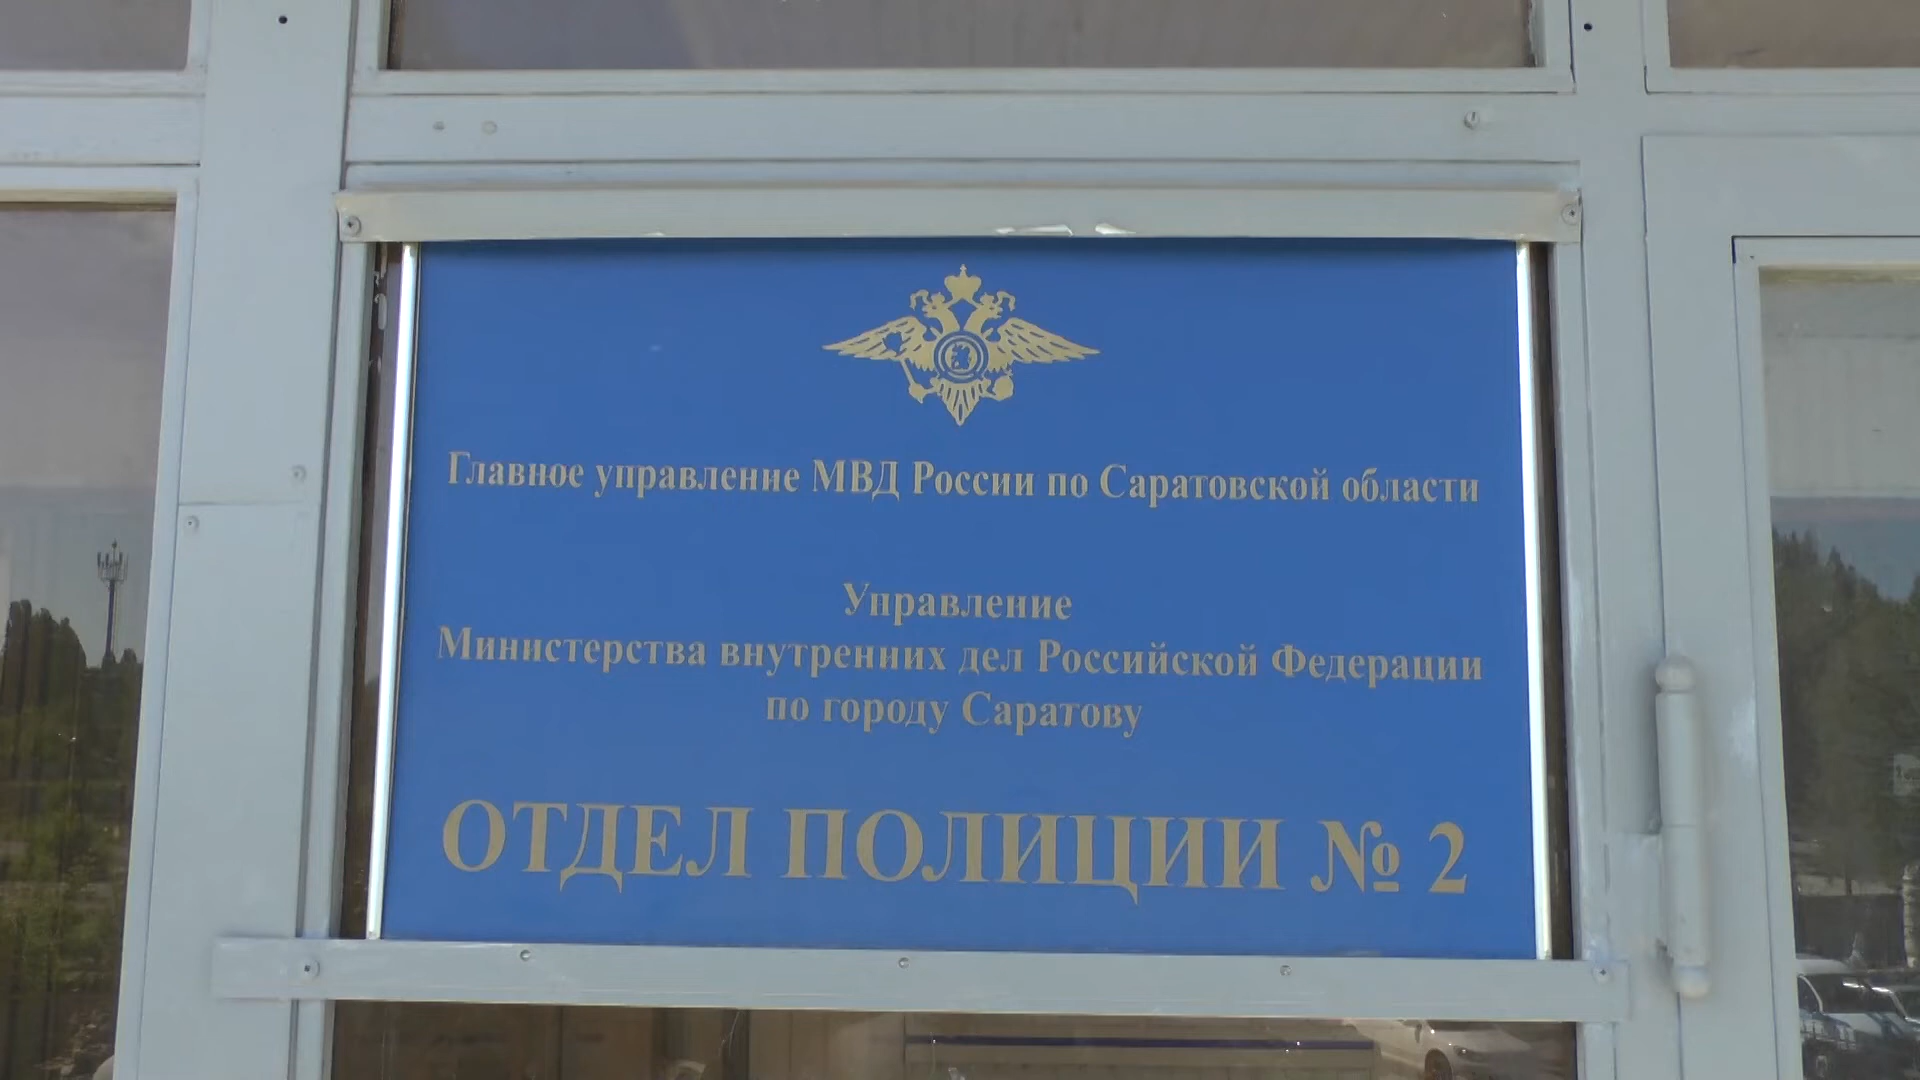 Главное управление МВД России по Саратовской области
Управление
Министерства внутренних дел Российской Федерации
по городу Саратову
ОТДЕЛ ПОЛИЦИИ № 2